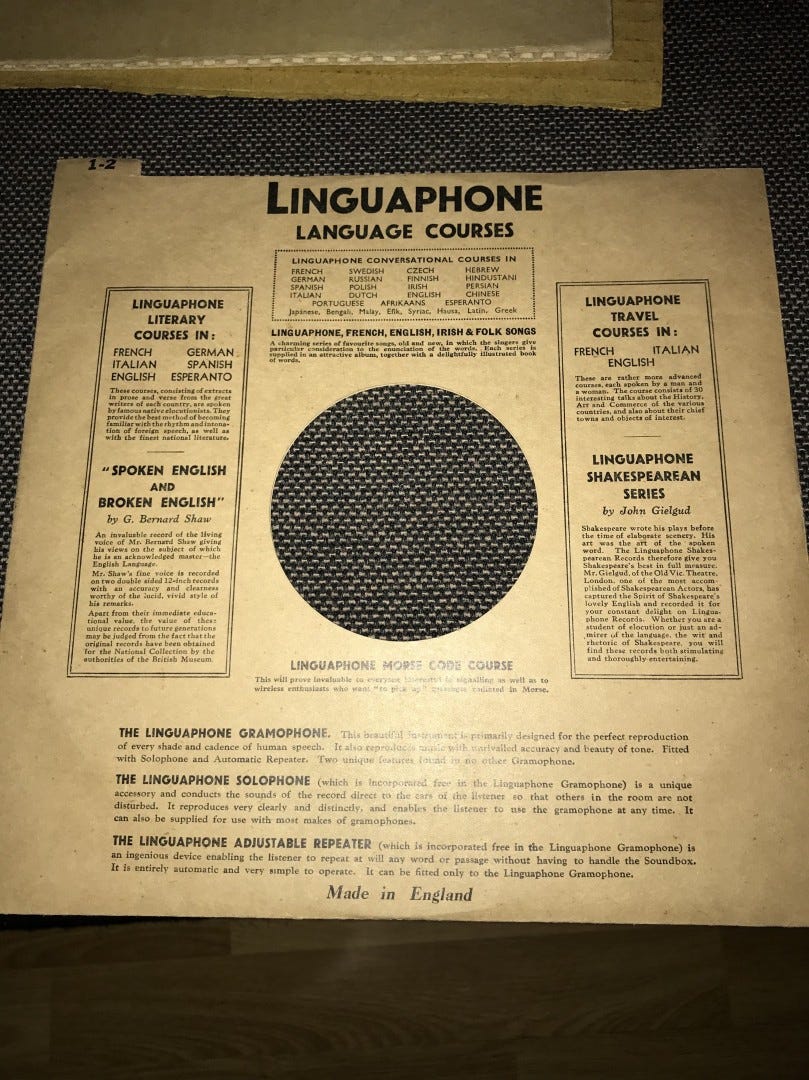 1-2
LINGUAPHONE
LANGUAGE COURSES
LINGUAPHONE CONVERSATIONAL COURSES IN
FRENCH SWEDISH CZECH HEBREW
GERMAN RUSSIAN FINNISH HINDUSTANI
SPANISH POLISH IRISH PERSIAN
ITALIAN DUTCH ENGLISH CHINESE
PORTUGUESE AFRIKAANS ESPERANTO
Japanese, Bengali, Malay, Efik, Syriac, Hausa, Latin, Greek
LINGUAPHONE, FRENCH, ENGLISH, IRISH & FOLK SONGS
A charming series of favourite songs, old and new, in which the singers give
particular consideration to the enunciation of the words. Each series is
supplied in an attractive album, together with a delightfully illustrated book
of words.
LINGUAPHONE
LITERARY
COURSES IN:
FRENCH GERMAN
ITALIAN SPANISH
ENGLISH ESPERANTO
These courses, consisting of extracts
in prose and verse from the great
writers of each country, are spoken
by famous native elocutionists. They
provide the best method of becoming
familiar with the rhythm and intona-
tion of foreign speech, as well as
with the finest national literature.
"SPOKEN ENGLISH
AND
BROKEN ENGLISH"
by G. Bernard Shaw
An invaluable record of the living
voice of Mr. Bernard Shaw giving
his views on the subject of which
he is an acknowledged master—the
English Language.
Mr. Shaw's fine voice is recorded
on two double sided 12-inch records
with an accuracy and clearness
worthy of the lucid, vivid style of
his remarks.
Apart from their immediate educa-
tional value, the value of these
unique records to future generations
may be judged from the fact that the
original records have been obtained
for the National Collection by the
authorities of the British Museum.
LINGUAPHONE
TRAVEL
COURSES IN:
FRENCH ITALIAN
ENGLISH
These are rather more advanced
courses, each spoken by a man and
a woman. The course consists of 30
interesting talks about the History,
Art and Commerce of the various
countries, and also about their chief
towns and objects of interest.
LINGUAPHONE
SHAKESPEAREAN
SERIES
by John Gielgud
Shakespeare wrote his plays before
the time of elaborate scenery. His
art was the art of the spoken
word. The Linguaphone Shakes-
pearean Records therefore give you
Shakespeare's best in full measure.
Mr. Gielgud, of the Old Vic. Theatre,
London, one of the most accom-
plished of Shakespearean Actors, has
captured the Spirit of Shakespeare's
lovely English and recorded it for
your constant delight on Lingua-
phone Records. Whether you are a
student of elocution or just an ad-
mirer of the language, the wit and
rhetoric of Shakespeare, you will
find these records both stimulating
and thoroughly entertaining.
LINGUAPHONE MORSE CODE COURSE
This will prove invaluable to everyone interested in signalling as well as to
wireless enthusiasts who want "to pick up" messages radiated in Morse.
THE LINGUAPHONE GRAMOPHONE. This beautiful instrument is primarily designed for the perfect reproduction
of every shade and cadence of human speech. It also reproduces music with unrivalled accuracy and beauty of tone. Fitted
with Solophone and Automatic Repeater. Two unique features found in no other Gramophone.
THE LINGUAPHONE SOLOPHONE (which is incorporated free in the Linguaphone Gramophone) is a unique
accessory and conducts the sounds of the record direct to the ears of the listener so that others in the room are not
disturbed. It reproduces very clearly and distinctly, and enables the listener to use the gramophone at any time. It
can also be supplied for use with most makes of gramophones.
THE LINGUAPHONE ADJUSTABLE REPEATER (which is incorporated free in the Linguaphone Gramophone) is
an ingenious device enabling the listener to repeat at will any word or passage without having to handle the Soundbox.
It is entirely automatic and very simple to operate. It can be fitted only to the Linguaphone Gramophone.
Made in England